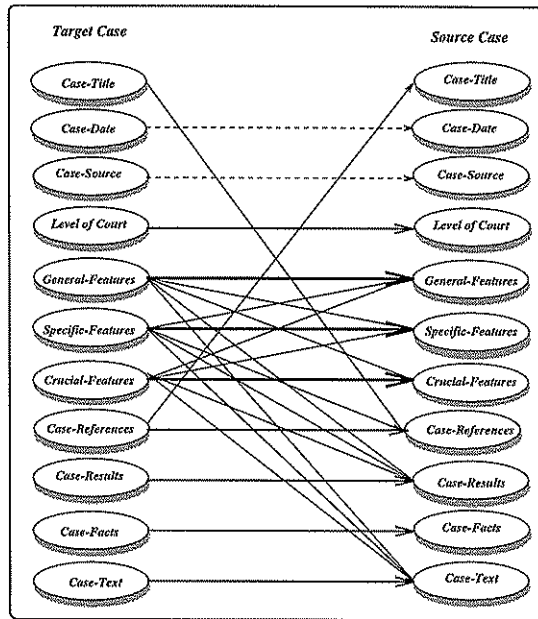 Target Case
Source Case
Case-Title
Case-Title
Case-Date
Case-Date
Case-Source
Case-Source
Level of Court
Level of Court
General-Features
General-Features
Specific-Features
Specific-Features
Crucial-Features
Crucial-Features
Case-References
Case-References
Case-Results
Case-Results
Case-Facts
Case-Facts
Case-Text
Case-Text